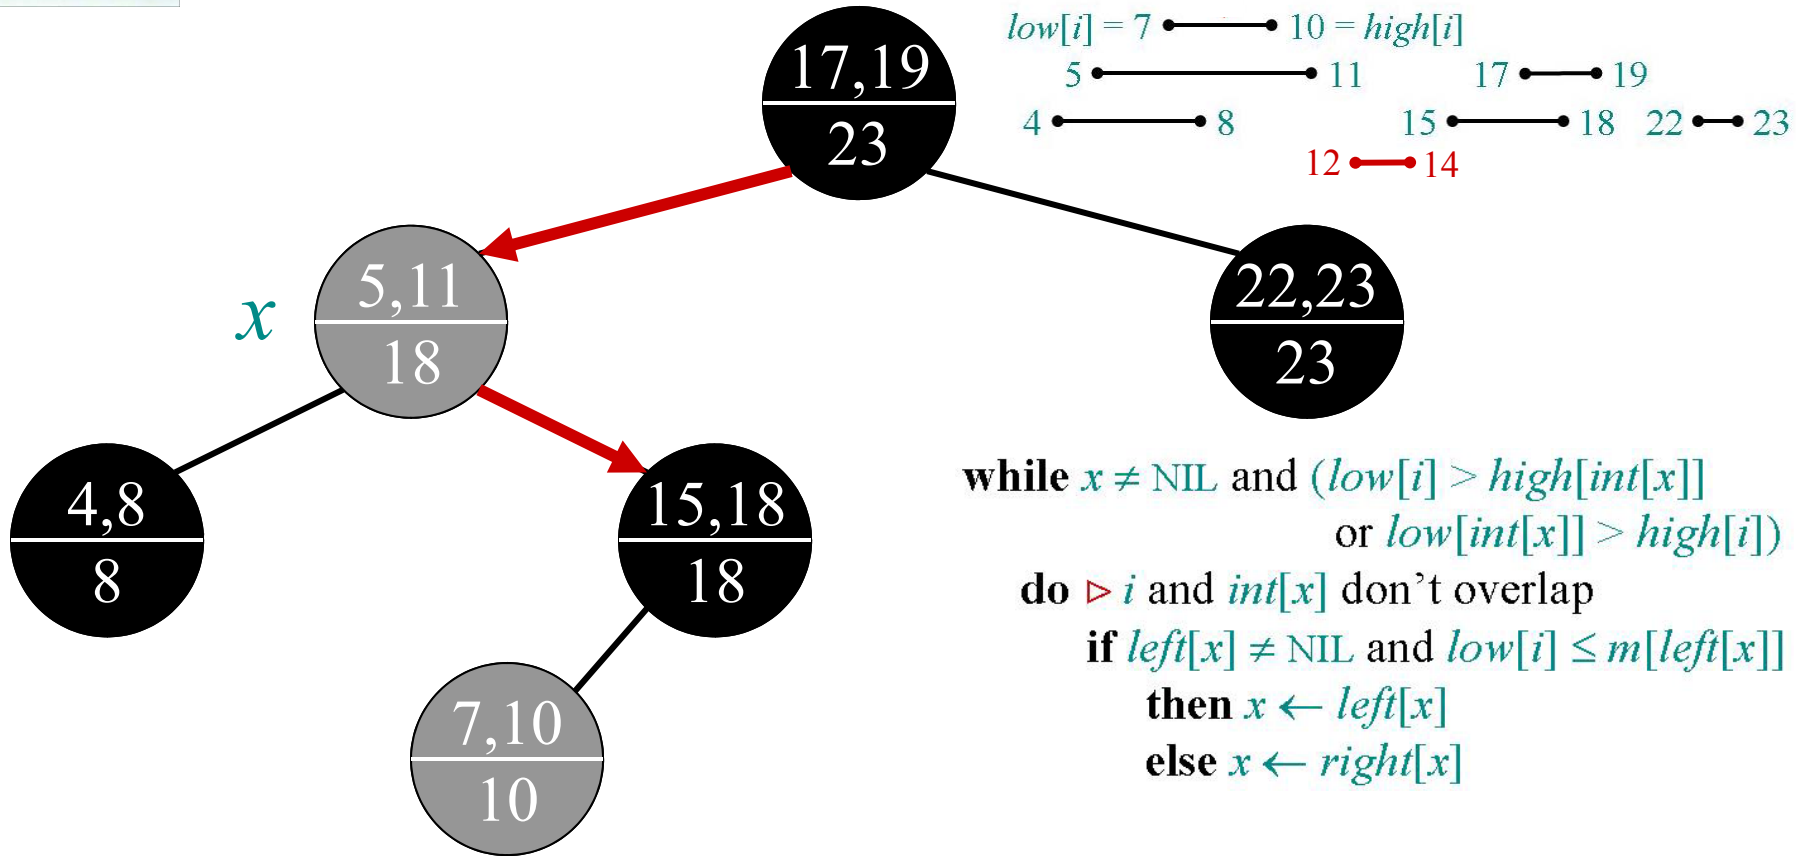 17,19
23
low[i] = 7 10 = high[i]
5 11 17 19
4 8 15 18 22 23
12 14
x
5,11
18
22,23
23
4,8
8
15,18
18
7,10
10
while x ≠ NIL and (low[i] > high[int[x]]
or low[int[x]] > high[i])
do ▷ i and int[x] don’t overlap
if left[x] ≠ NIL and low[i] ≤ m[left[x]]
then x ← left[x]
else x ← right[x]